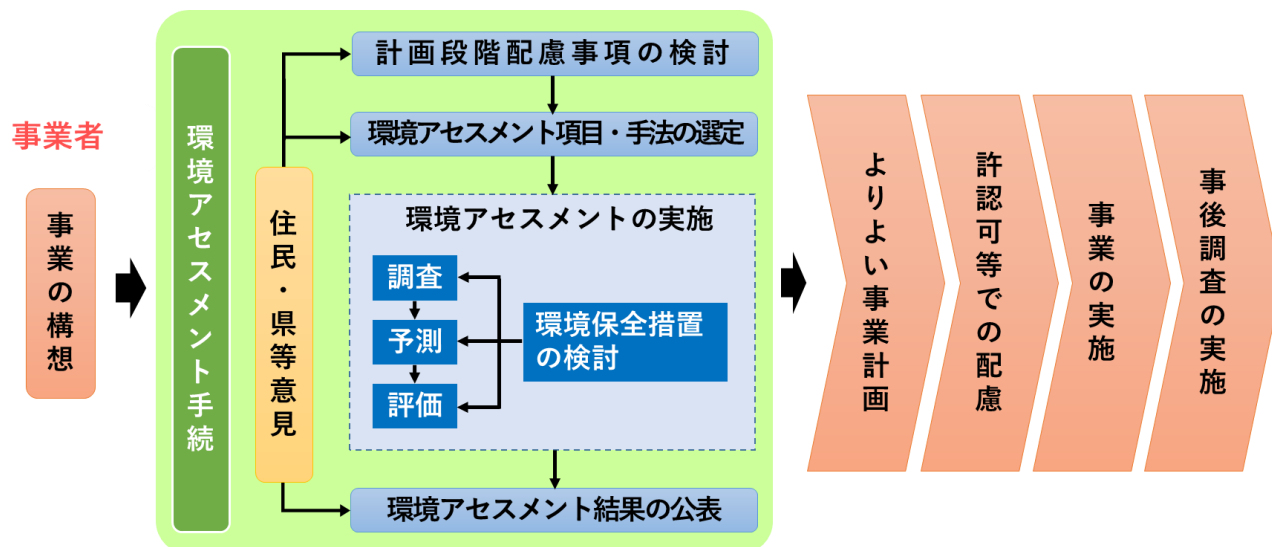 事業者
事業の構想
環境アセスメント手続
住民・県等意見
計画段階配慮事項の検討
環境アセスメント項目・手法の選定
環境アセスメントの実施
調査
予測
評価
環境保全措置
の検討
環境アセスメント結果の公表
よりよい事業計画
許認可等での配慮
事業の実施
事後調査の実施